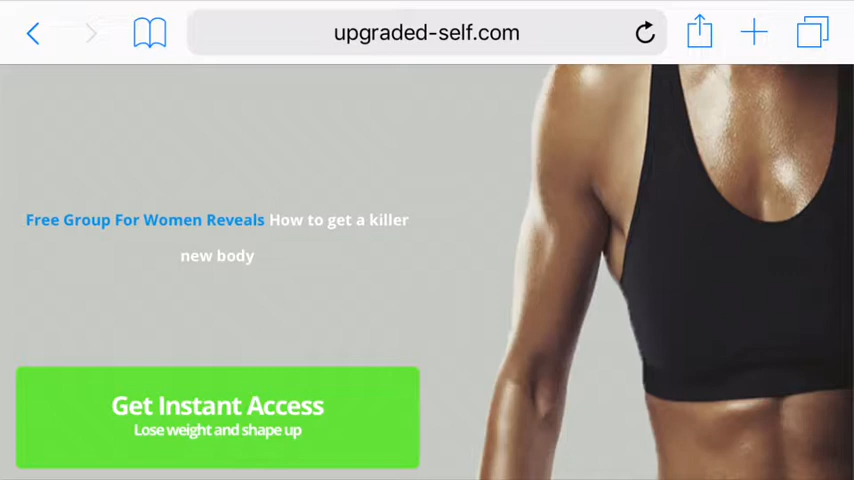 upgraded-self.com
Free Group For Women Reveals How to get a killer
new body
Get Instant Access
Lose weight and shape up